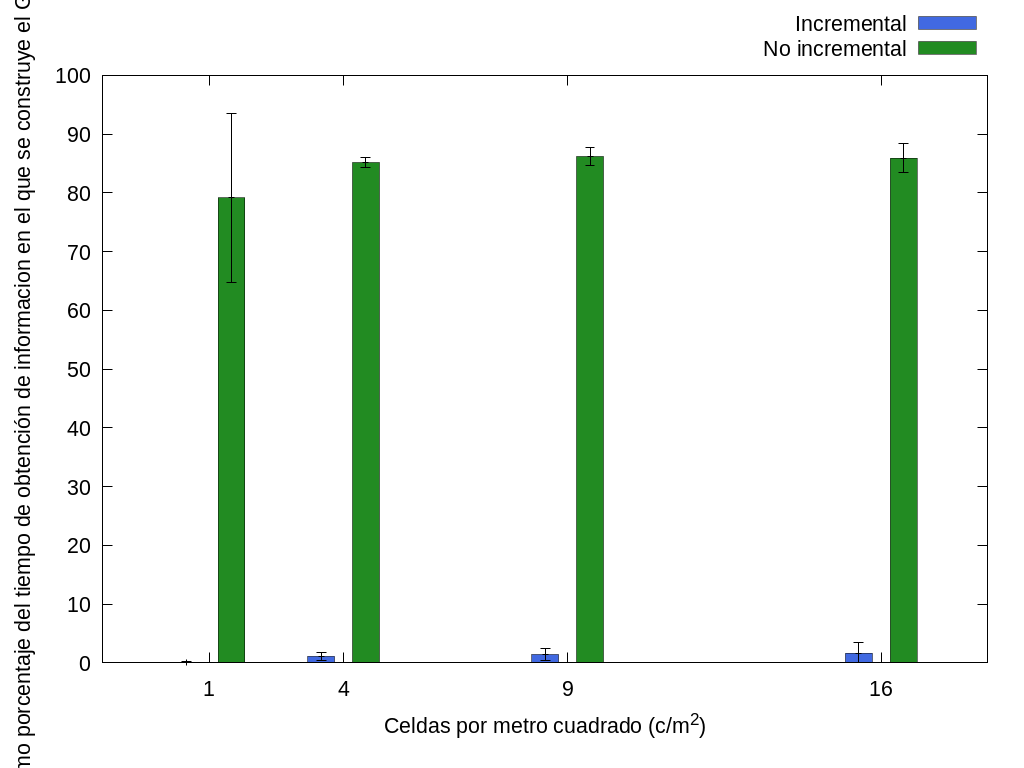 Incremental
No incremental
100
90
80
70
60
50
40
30
20
10
0
1 4 9 16
Celdas por metro cuadrado (c/m²)
porcentaje del tiempo de obtención de informacion en el que se construye el